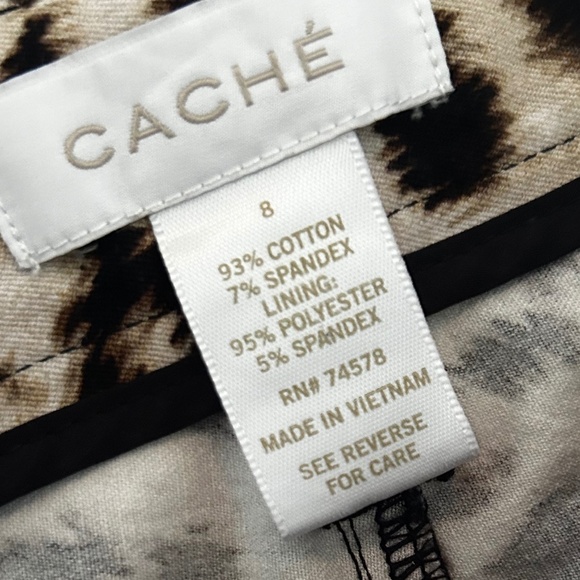 CACHÉ
8
93% COTTON
7% SPANDEX
LINING:
95% POLYESTER
5% SPANDEX
RN# 74578
MADE IN VIETNAM
SEE REVERSE
FOR CARE